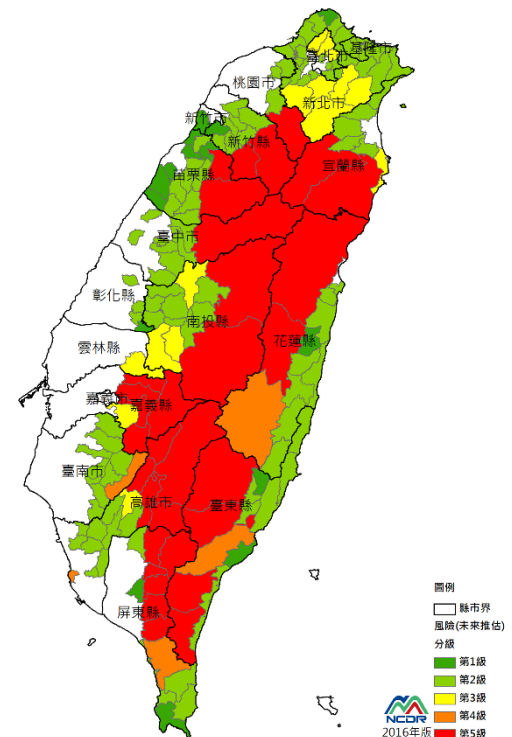 基隆市
臺北市
桃園市
新北市
新竹市
新竹縣
宜蘭縣
苗栗縣
臺中市
彰化縣
南投縣
花蓮縣
雲林縣
嘉義市
嘉義縣
臺南市
高雄市
臺東縣
屏東縣
圖例
縣市界
風險(未來推估)
分級
第1級
第2級
第3級
第4級
第5級
NCDR
2016年版